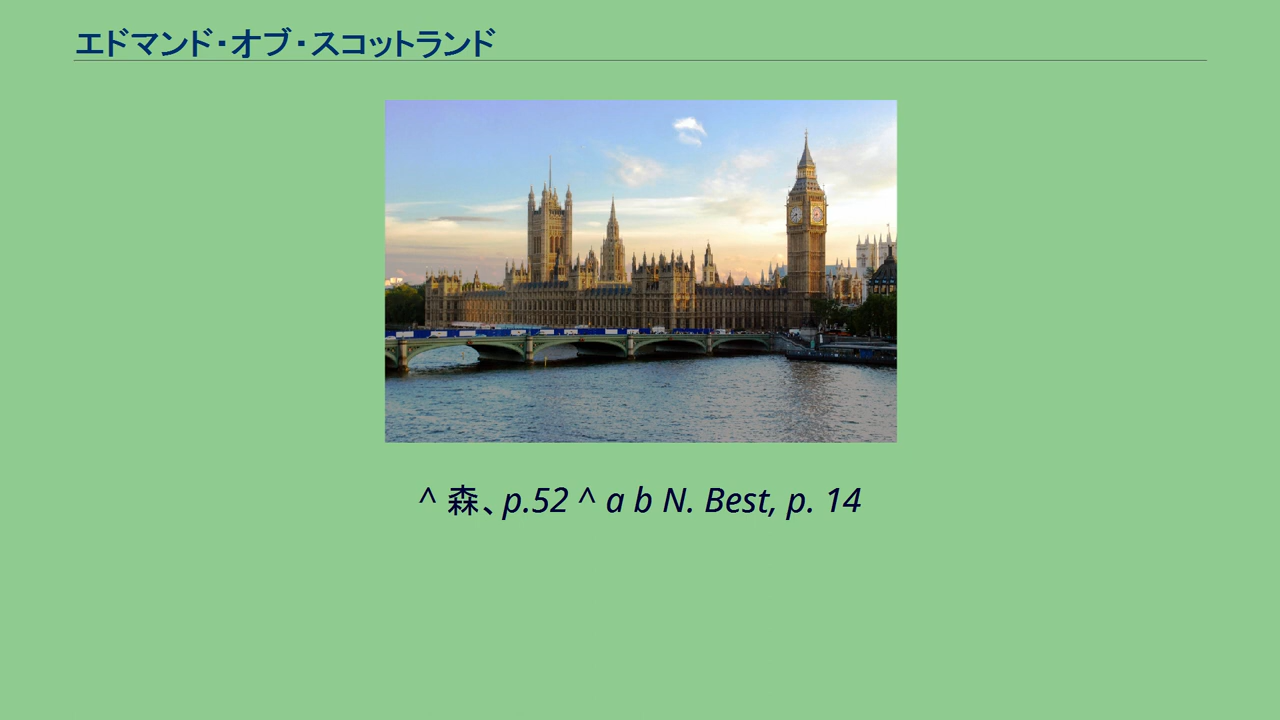 エドマンド・オブ・スコットランド
^ 森、p.52 ^ a b N. Best, p. 14